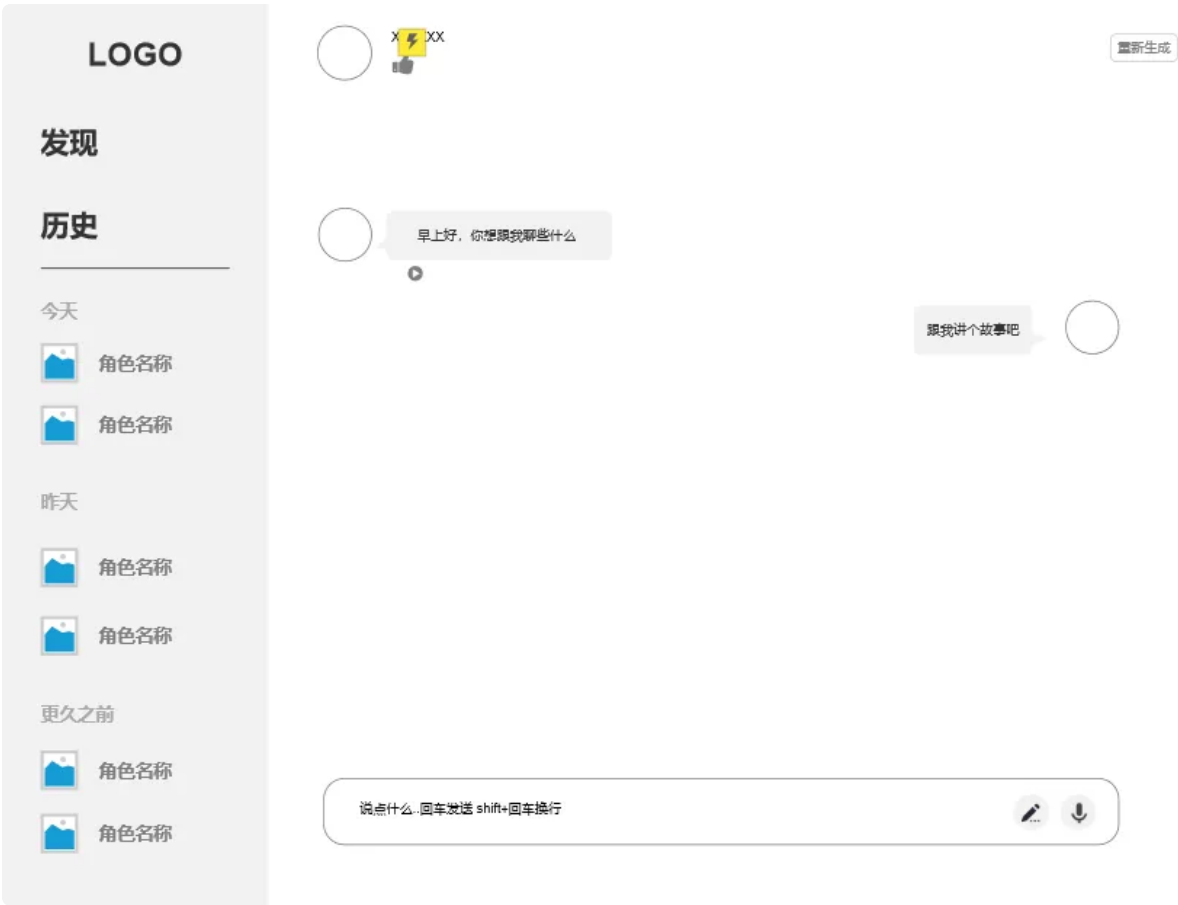 LOGO
发现
历史
今天
角色名称
角色名称
昨天
角色名称
角色名称
更久之前
角色名称
角色名称
重新生成
早上好，你想跟我聊些什么
跟我讲个故事吧
说点什么..回车发送 shift+回车换行